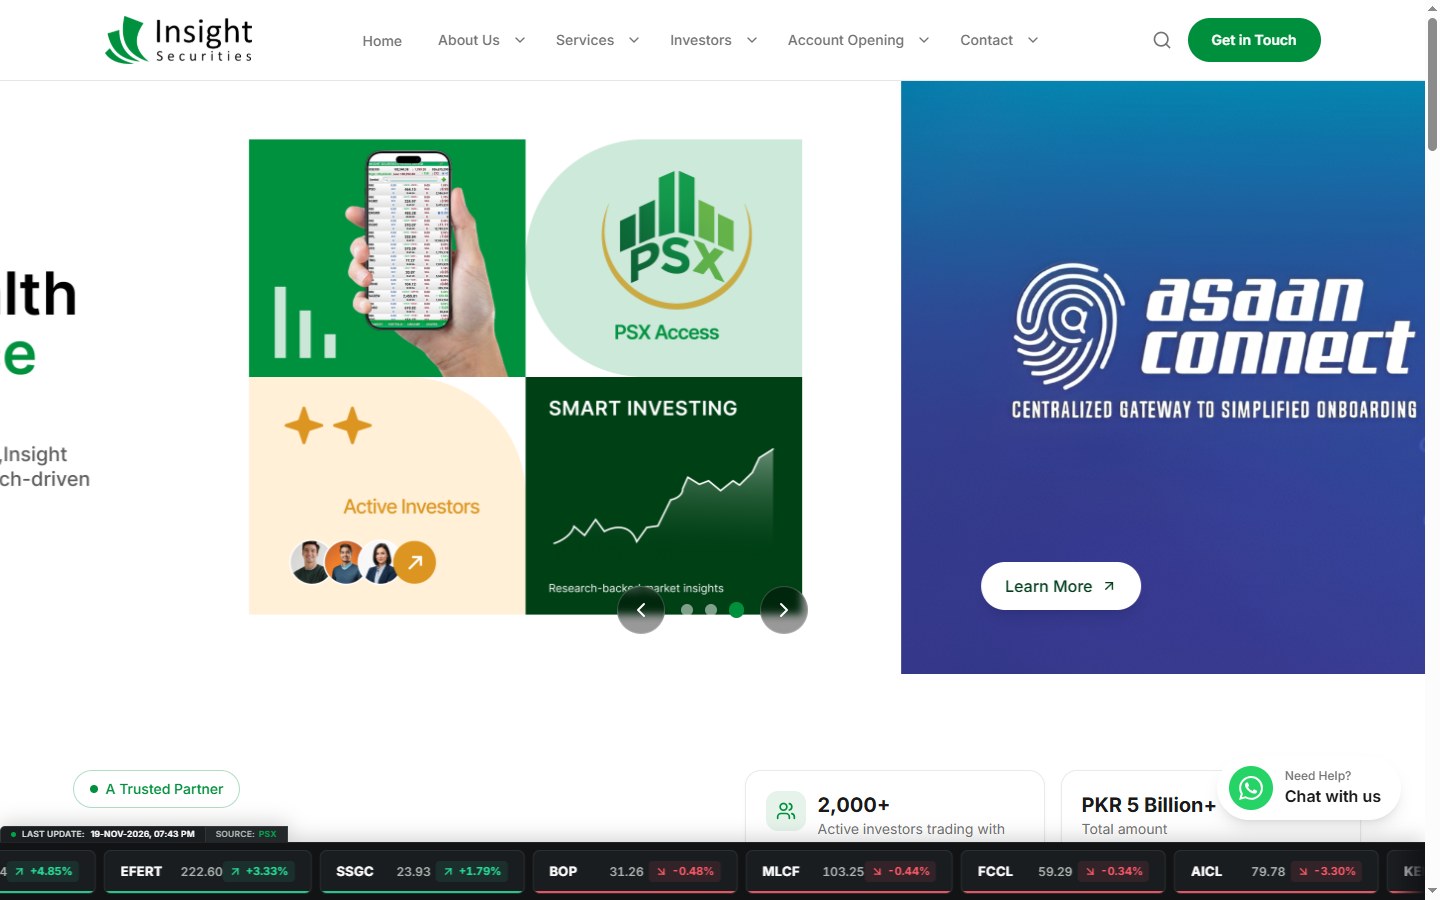 Insight
Securities
Home
About Us
Services
Investors
Account Opening
Contact
Get in Touch
PSX
PSX Access
SMART INVESTING
Active Investors
Research-backed market insights
,Insight
ch-driven
asaan
connect
CENTRALIZED GATEWAY TO SIMPLIFIED ONBOARDING
Learn More
A Trusted Partner
2,000+
Active investors trading with
PKR 5 Billion+
Total amount
Need Help?
Chat with us
LAST UPDATE: 19-NOV-2026, 07:43 PM SOURCE: PSX
4 +4.85%
EFERT 222.60 +3.33%
SSGC 23.93 +1.79%
BOP 31.26 -0.48%
MLCF 103.25 -0.44%
FCCL 59.29 -0.34%
AICL 79.78 -3.30%